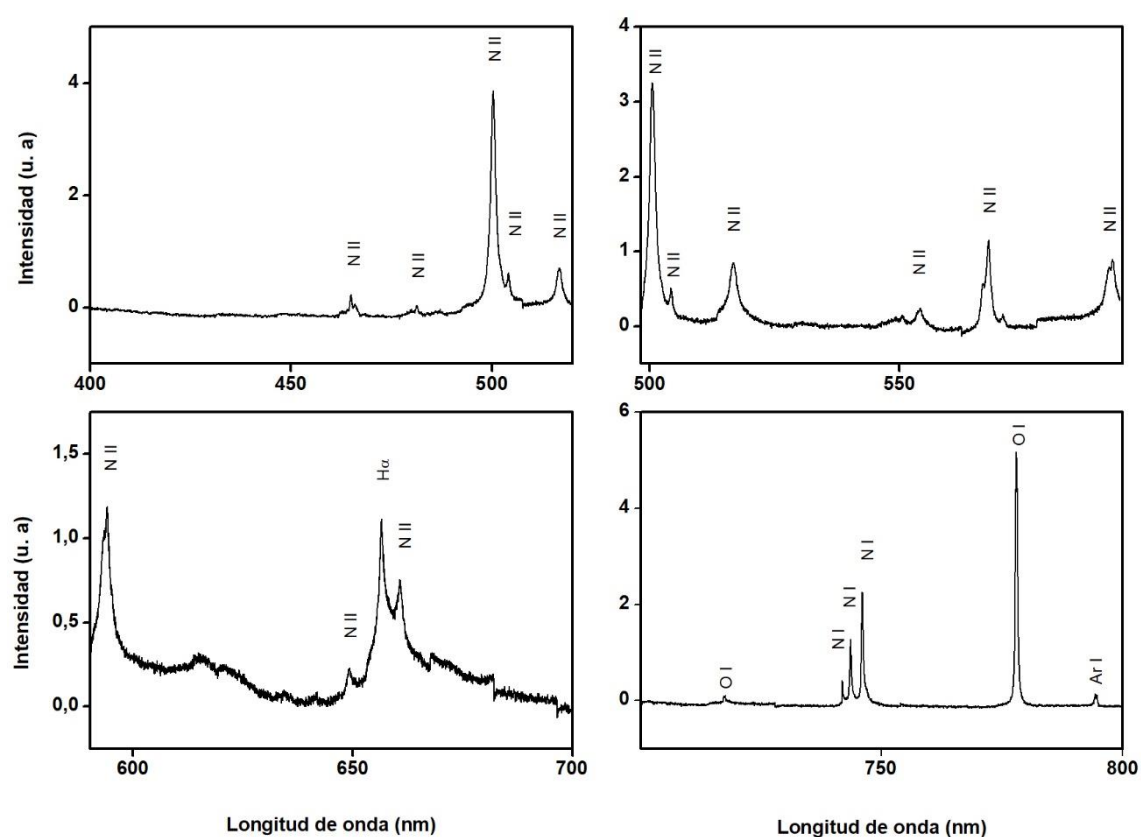 Intensidad (u. a)
4
2
0
N II
N II
N II
N II
N II
400
450
500
4
3
2
1
0
N II
N II
N II
N II
N II
N II
500
550
Intensidad (u. a)
1,5
1,0
0,5
0,0
N II
N II
Hα
N II
600
650
700
Longitud de onda (nm)
6
4
2
0
O I
N I
N I
N I
O I
Ar I
750
800
Longitud de onda (nm)